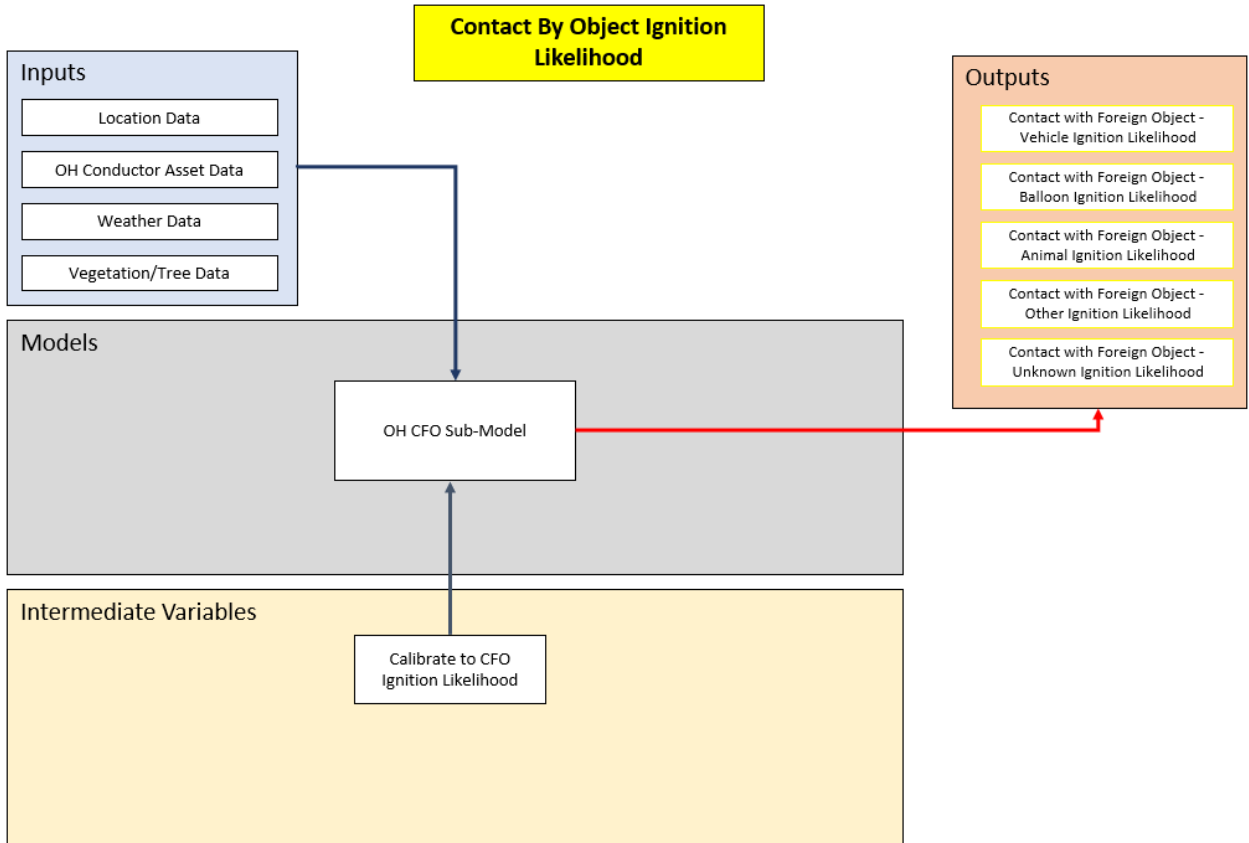 Contact By Object Ignition
Likelihood
Inputs
Location Data
OH Conductor Asset Data
Weather Data
Vegetation/Tree Data
Outputs
Contact with Foreign Object -
Vehicle Ignition Likelihood
Contact with Foreign Object -
Balloon Ignition Likelihood
Contact with Foreign Object -
Animal Ignition Likelihood
Contact with Foreign Object -
Other Ignition Likelihood
Contact with Foreign Object -
Unknown Ignition Likelihood
Models
OH CFO Sub-Model
Intermediate Variables
Calibrate to CFO
Ignition Likelihood